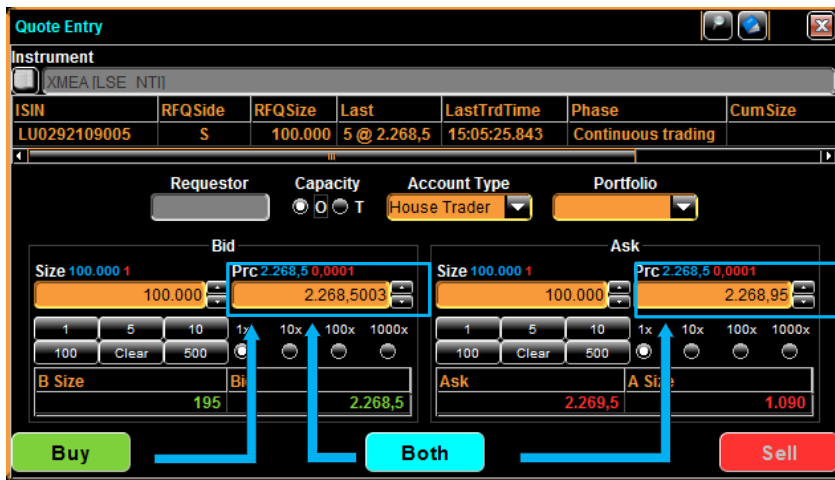 Quote Entry
Instrument
XMEA [LSE NTI]
ISIN RFQSide RFQSize Last LastTrdTime Phase CumSize
LU0292109005 S 100.000 5 @ 2.268,5 15:05:25.843 Continuous trading
Requestor Capacity Account Type Portfolio
O T House Trader
Bid Ask
Size 100.000 1 Prc 2.268,5 0,0001 Size 100.000 1 Prc 2.268,5 0,0001
100.000 2.268,5003 100.000 2.268,95
1 5 10 1x 10x 100x 1000x 1 5 10 1x 10x 100x 1000x
100 Clear 500 100 Clear 500
B Size Bid Ask A Size
195 2.268,5 2.269,5 1.090
Buy Both Sell